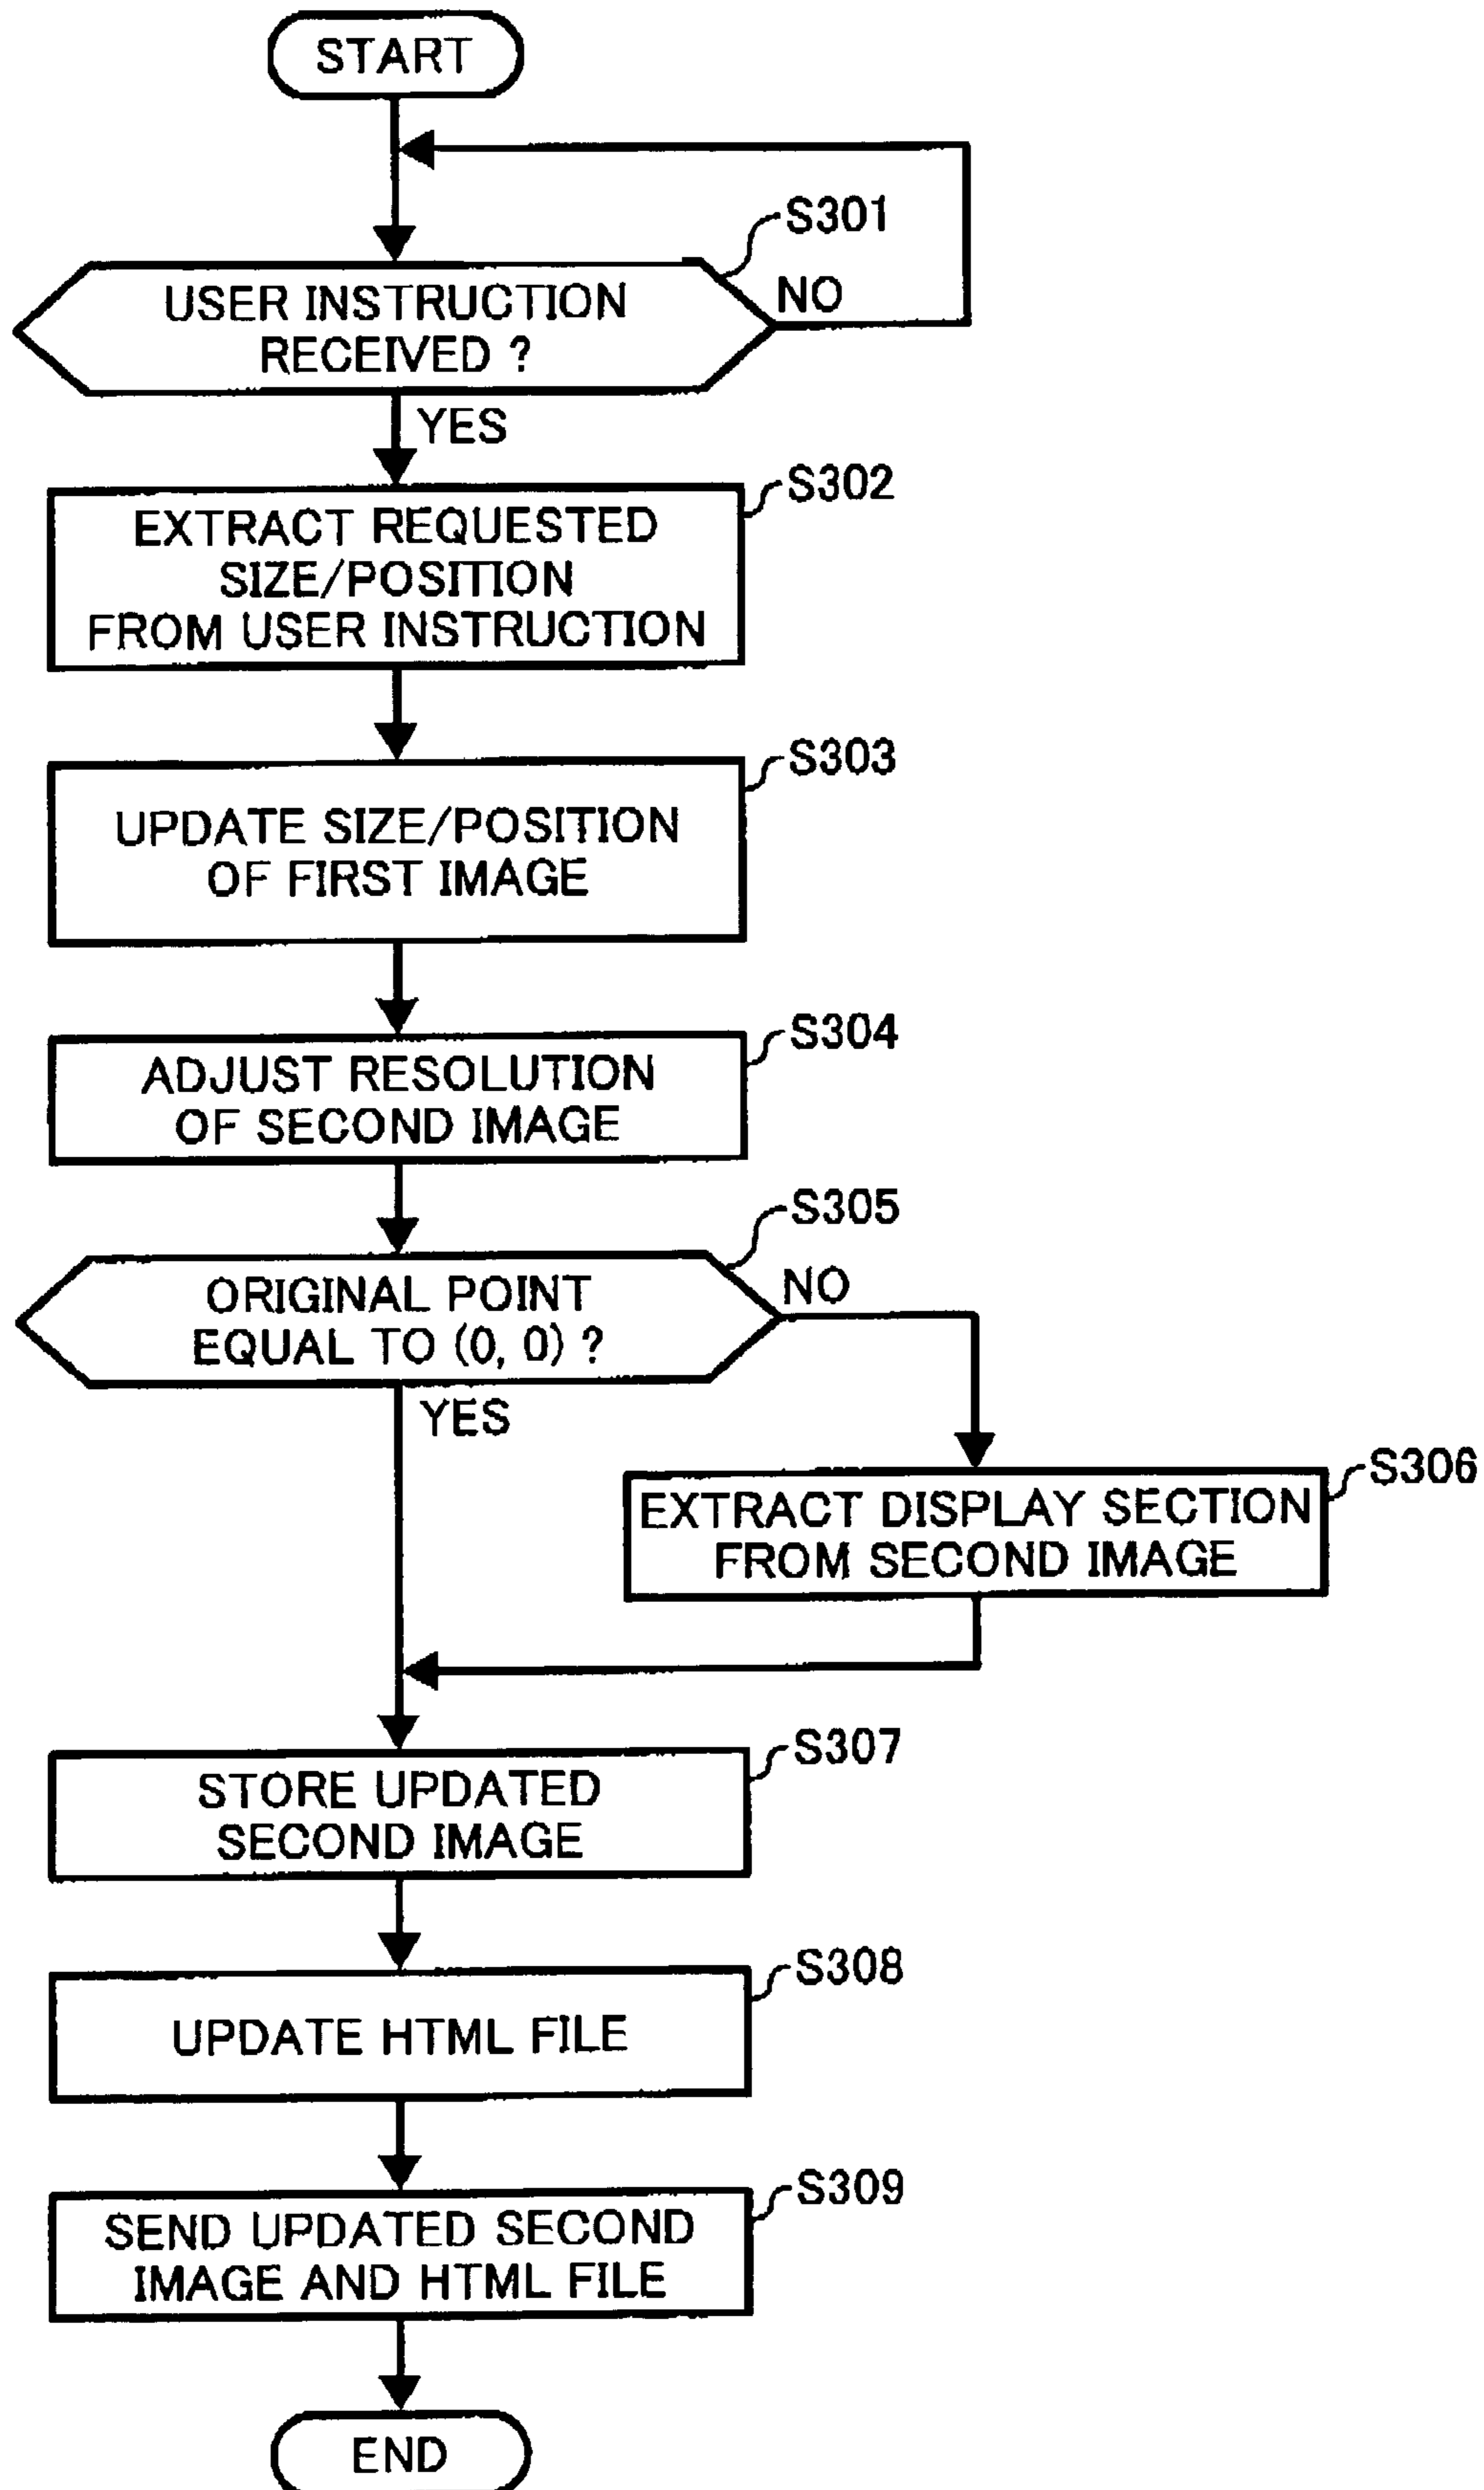 START
S301
USER INSTRUCTION
RECEIVED ?
NO
YES
S302
EXTRACT REQUESTED
SIZE/POSITION
FROM USER INSTRUCTION
S303
UPDATE SIZE/POSITION
OF FIRST IMAGE
S304
ADJUST RESOLUTION
OF SECOND IMAGE
S305
ORIGINAL POINT
EQUAL TO (0, 0) ?
NO
YES
S306
EXTRACT DISPLAY SECTION
FROM SECOND IMAGE
S307
STORE UPDATED
SECOND IMAGE
S308
UPDATE HTML FILE
S309
SEND UPDATED SECOND
IMAGE AND HTML FILE
END